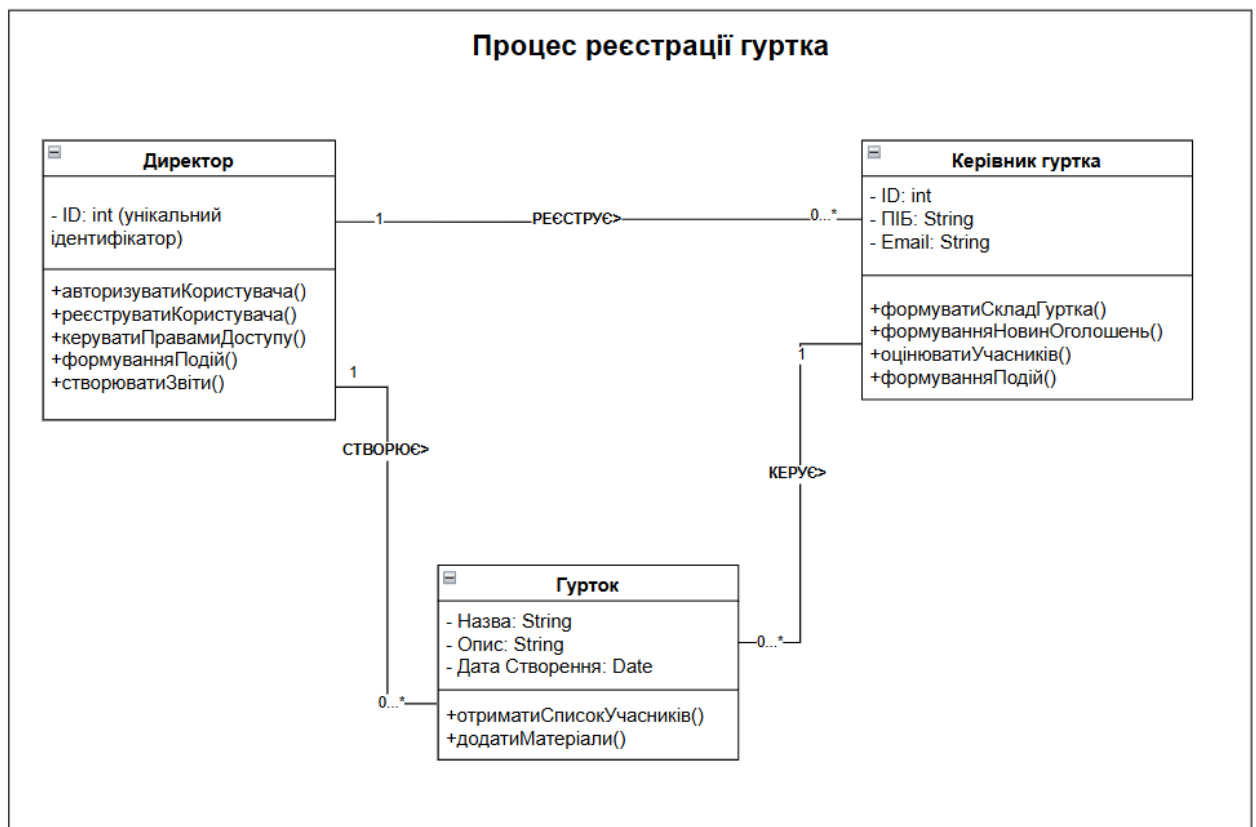 Процес реєстрації гуртка
Директор
- ID: int (унікальний
ідентифікатор)
+авторизуватиКористувача()
+реєструватиКористувача()
+керуватиПравамиДоступу()
+формуванняПодій()
+створюватиЗвіти()
1
РЕЄСТРУЄ>
0...*
Керівник гуртка
- ID: int
- ПІБ: String
- Email: String
+формуватиСкладГуртка()
+формуванняНовинОголошень()
+оцінюватиУчасників()
+формуванняПодій()
1
СТВОРЮЄ>
0...*
1
КЕРУЄ>
0...*
Гурток
- Назва: String
- Опис: String
- Дата Створення: Date
+отриматиСписокУчасників()
+додатиМатеріали()